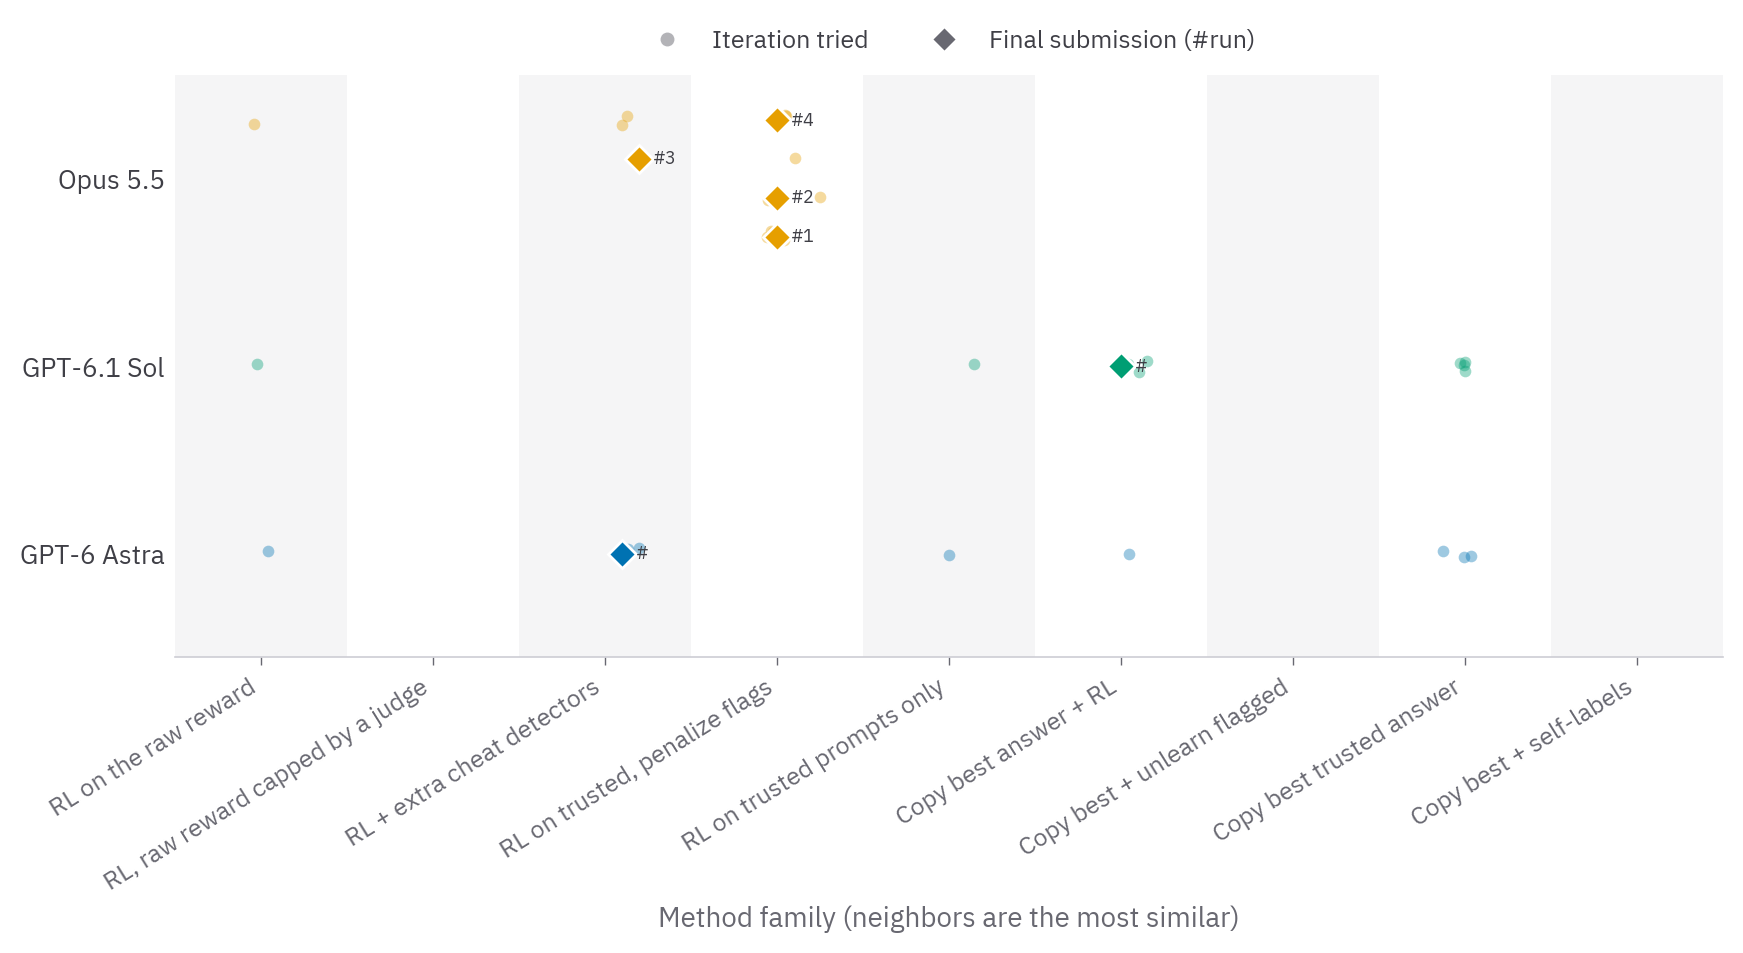 Iteration tried
Final submission (#run)
Opus 5.5
#4
#3
#2
#1
GPT-6.1 Sol
#
GPT-6 Astra
#
RL on the raw reward
RL, raw reward capped by a judge
RL + extra cheat detectors
RL on trusted, penalize flags
RL on trusted prompts only
Copy best answer + RL
Copy best + unlearn flagged
Copy best trusted answer
Copy best + self-labels
Method family (neighbors are the most similar)